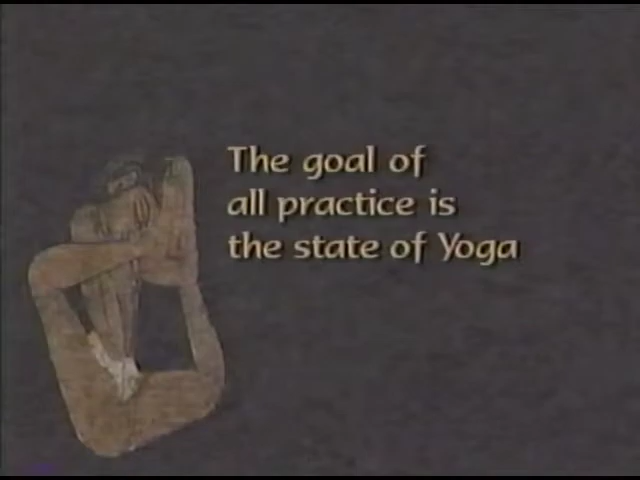 The goal of
all practice is
the state of Yoga